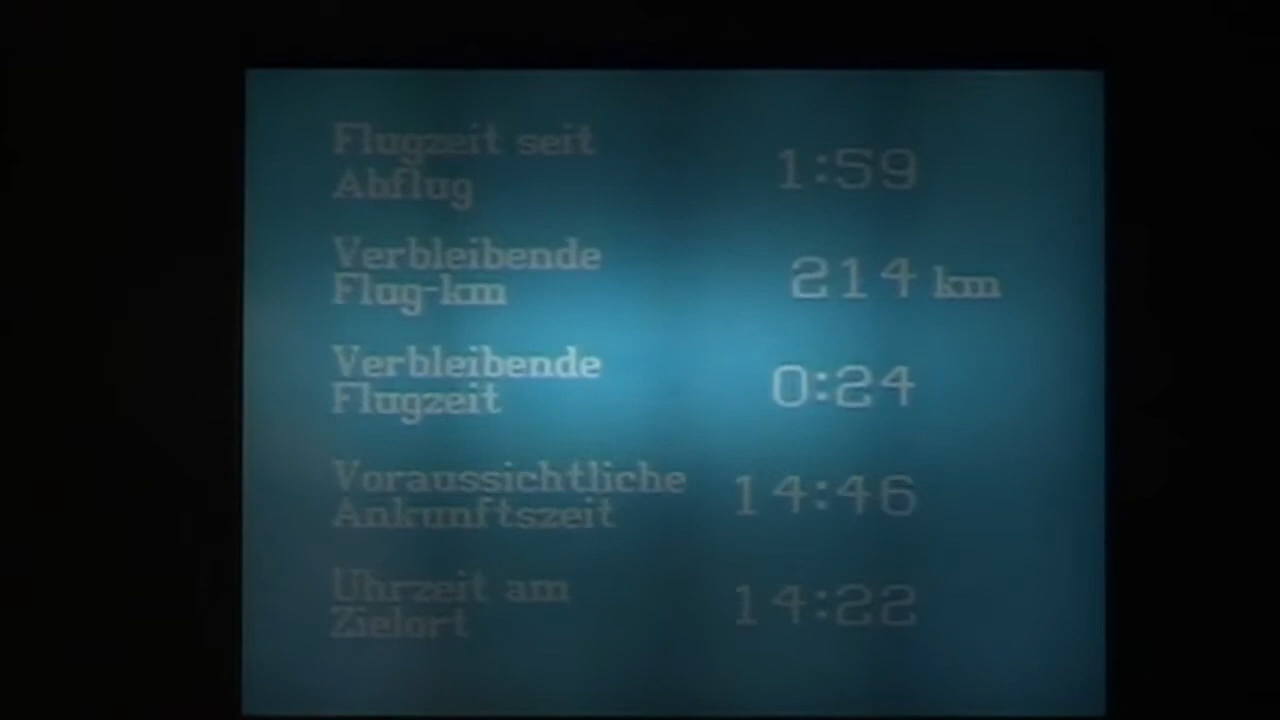 Flugzeit seit
Abflug
1:59
Verbleibende
Flug-km
214 km
Verbleibende
Flugzeit
0:24
Voraussichtliche
Ankunftszeit
14:46
Uhrzeit am
Zielort
14:22